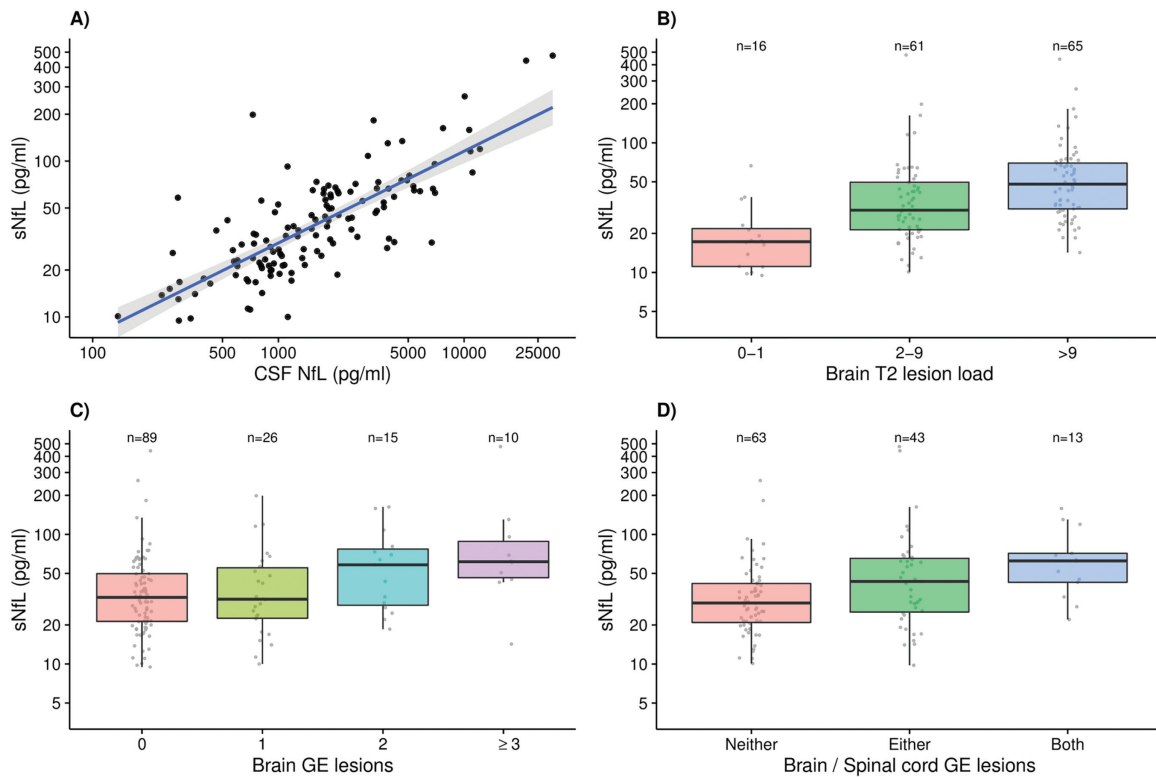 A)
500
400
300
200
100
50
20
10
sNfL (pg/ml)
100 500 1000 5000 10000 25000
CSF NfL (pg/ml)
B)
n=16 n=61 n=65
500
400
300
200
100
50
20
10
5
sNfL (pg/ml)
0−1 2−9 >9
Brain T2 lesion load
C)
n=89 n=26 n=15 n=10
500
400
300
200
100
50
20
10
5
sNfL (pg/ml)
0 1 2 ≥ 3
Brain GE lesions
D)
n=63 n=43 n=13
500
400
300
200
100
50
20
10
5
sNfL (pg/ml)
Neither Either Both
Brain / Spinal cord GE lesions